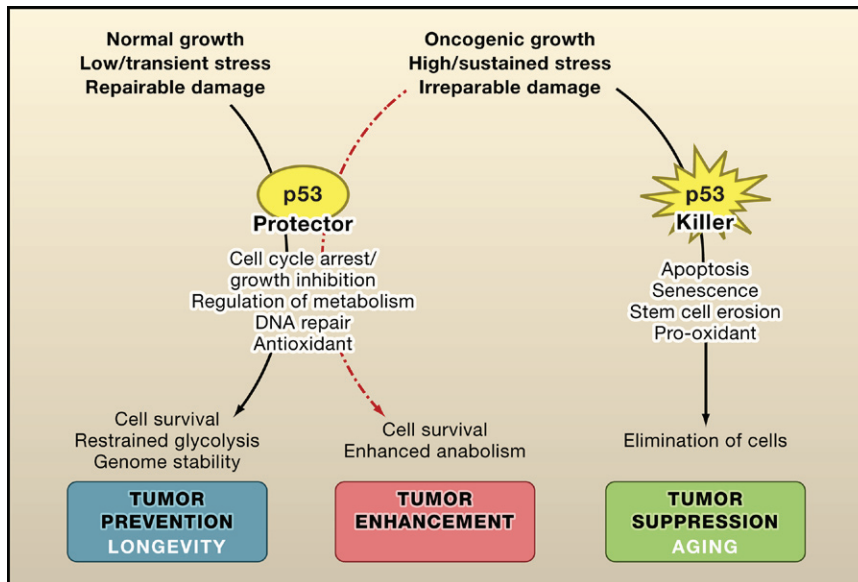 Normal growth
Low/transient stress
Repairable damage
Oncogenic growth
High/sustained stress
Irreparable damage
p53
Protector
Cell cycle arrest/
growth inhibition
Regulation of metabolism
DNA repair
Antioxidant
p53
Killer
Apoptosis
Senescence
Stem cell erosion
Pro-oxidant
Cell survival
Restrained glycolysis
Genome stability
Cell survival
Enhanced anabolism
Elimination of cells
TUMOR
PREVENTION
LONGEVITY
TUMOR
ENHANCEMENT
TUMOR
SUPPRESSION
AGING